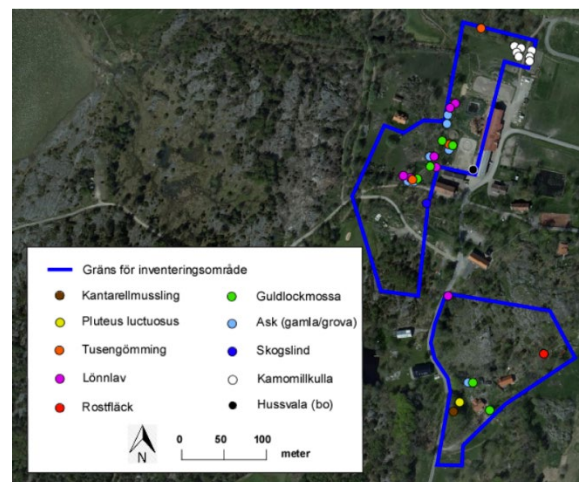 Gräns för inventeringsområde
Kantarellmussling
Pluteus luctuosus
Tusengömming
Lönnlav
Rostfläck
Guldlockmossa
Ask (gamla/grova)
Skogslind
Kamomillkulla
Hussvala (bo)
N
0 50 100
meter